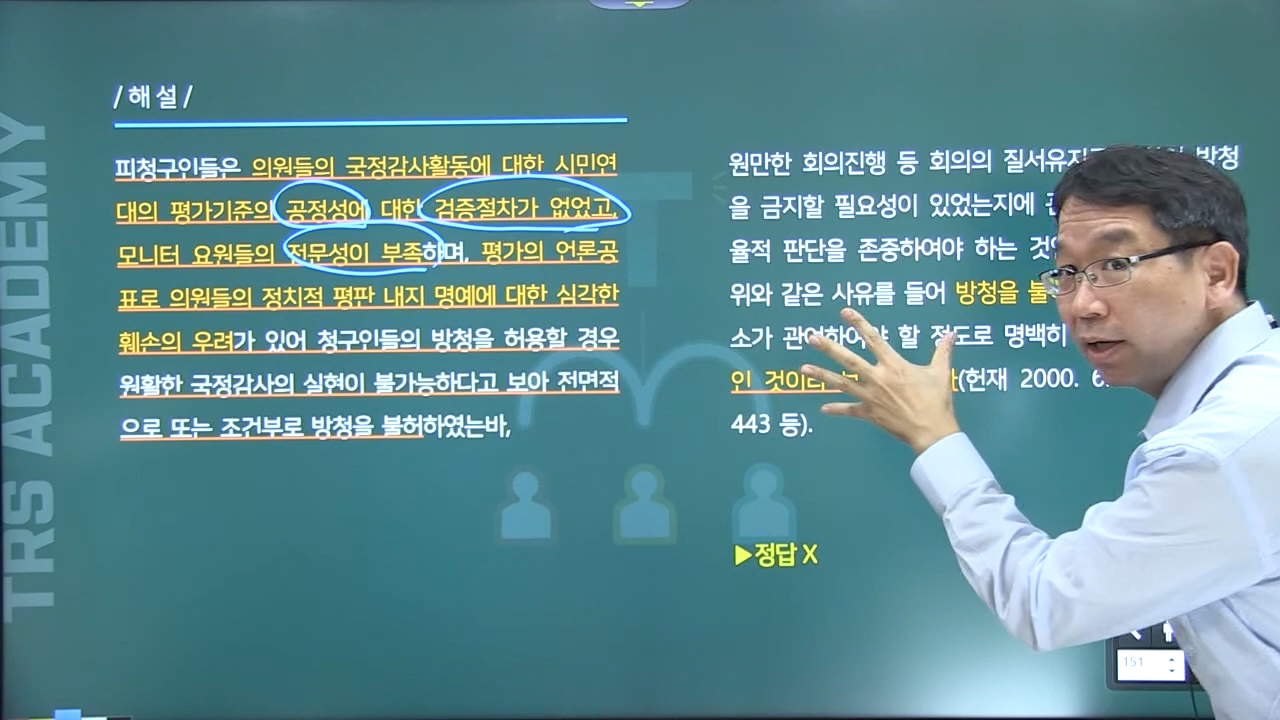 TRS ACADEMY
/ 해 설 /
피청구인들은 의원들의 국정감사활동에 대한 시민연
대의 평가기준의 공정성에 대한 검증절차가 없었고,
모니터 요원들의 전문성이 부족하며, 평가의 언론공
표로 의원들의 정치적 평판 내지 명예에 대한 심각한
훼손의 우려가 있어 청구인들의 방청을 허용할 경우
원활한 국정감사의 실현이 불가능하다고 보아 전면적
으로 또는 조건부로 방청을 불허하였는바,
원만한 회의진행 등 회의의 방청
을 금지할 필요성이 있었는지에
율적 판단을 존중하여야 하는
위와 같은 사유를 들어 방청을
소가 관여하여야 할 정도로
인 것이라 (헌재 2000.
443 등).
▶정답 X
151